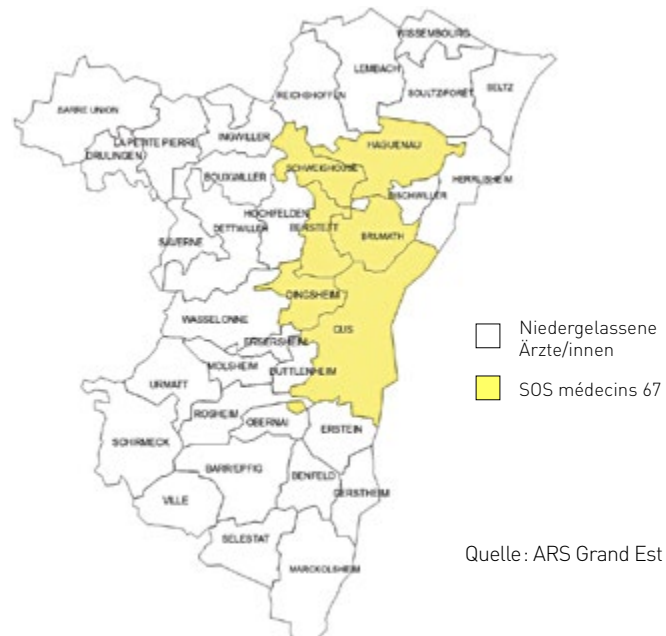 WISSEMBOURG
LEMBACH
REICHSHOFFEN
SOULTZ/FORET
SELTZ
SARRE UNION
LA PETITE PIERRE
DRULINGEN
INGWILLER
HAGUENAU
SCHWEIGHOUSE
BOUXWILLER
BISCHWILLER
HERRLISHEIM
HOCHFELDEN
DETTWILLER
BERSTETT
BRUMATH
SAVERNE
DINGSHEIM
WASSELONNE
CUS
ERGERSHEIM
MOLSHEIM
DUTTLENHEIM
URMATT
ROSHEIM
OBERNAI
ERSTEIN
SCHIRMECK
BARR/EPFIG
BENFELD
GERSTHEIM
VILLE
SELESTAT
MARCKOLSHEIM
Niedergelassene
Ärzte/innen
SOS médecins 67
Quelle: ARS Grand Est